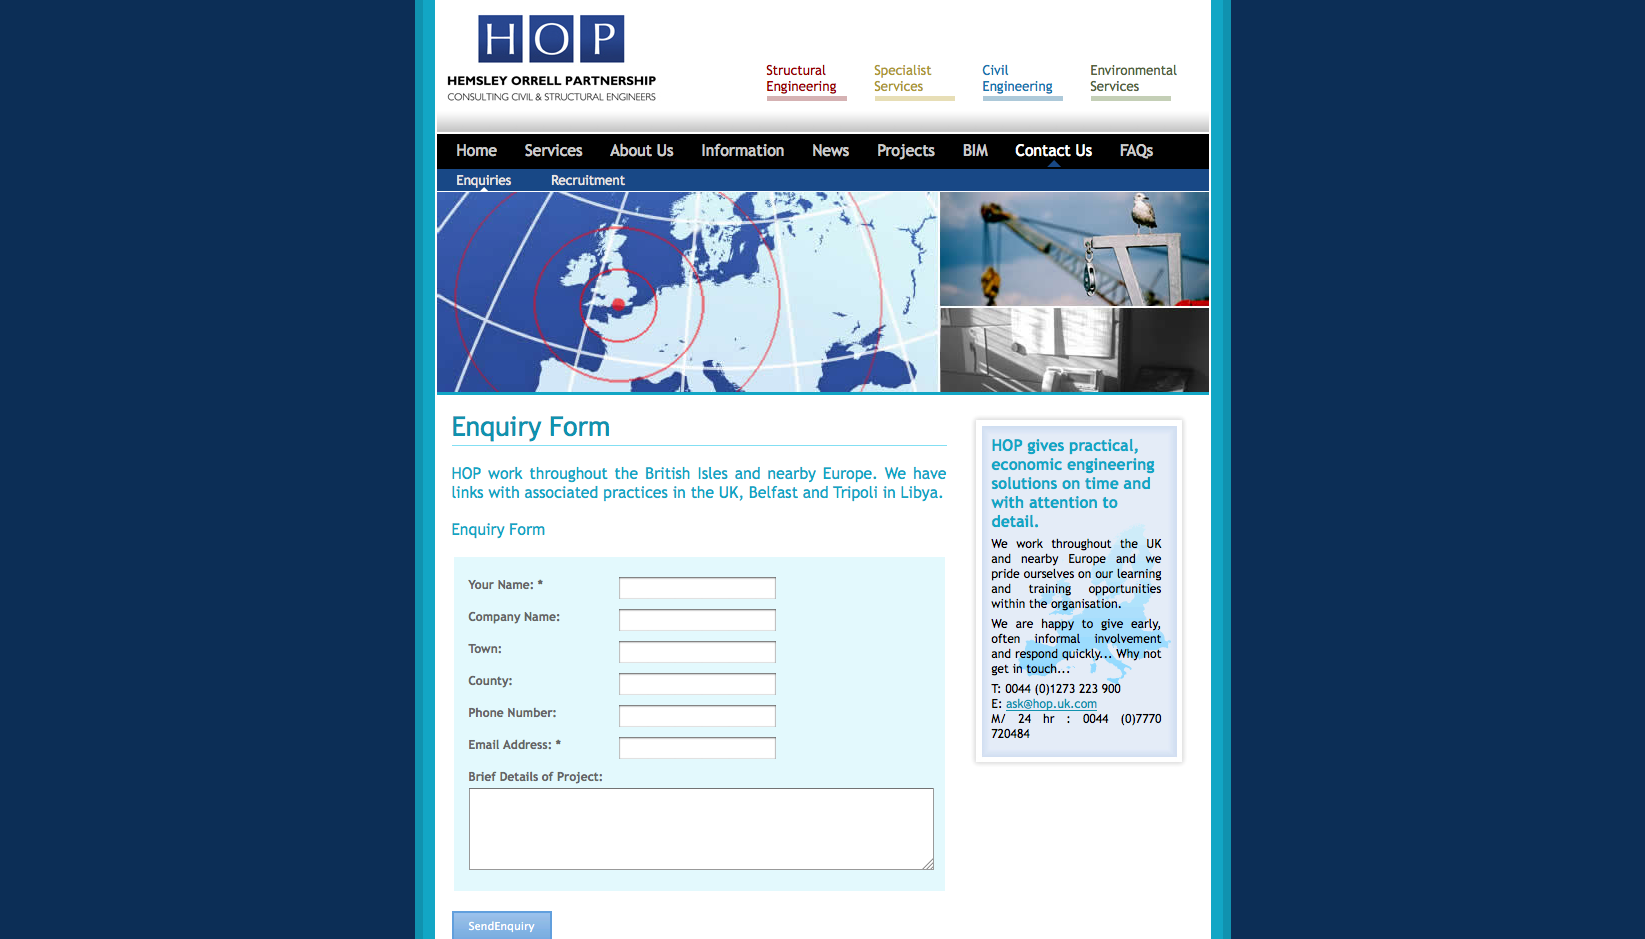 HOP
HEMSLEY ORRELL PARTNERSHIP
CONSULTING CIVIL & STRUCTURAL ENGINEERS
Structural
Engineering
Specialist
Services
Civil
Engineering
Environmental
Services
Home Services About Us Information News Projects BIM Contact Us FAQs
Enquiries Recruitment
Enquiry Form
HOP work throughout the British Isles and nearby Europe. We have
links with associated practices in the UK, Belfast and Tripoli in Libya.
Enquiry Form
Your Name: *
Company Name:
Town:
County:
Phone Number:
Email Address: *
Brief Details of Project:
SendEnquiry
HOP gives practical,
economic engineering
solutions on time and
with attention to
detail.
We work throughout the UK
and nearby Europe and we
pride ourselves on our learning
and training opportunities
within the organisation.
We are happy to give early,
often informal involvement
and respond quickly... Why not
get in touch...
T: 0044 (0)1273 223 900
E: ask@hop.uk.com
M/ 24 hr : 0044 (0)7770
720484